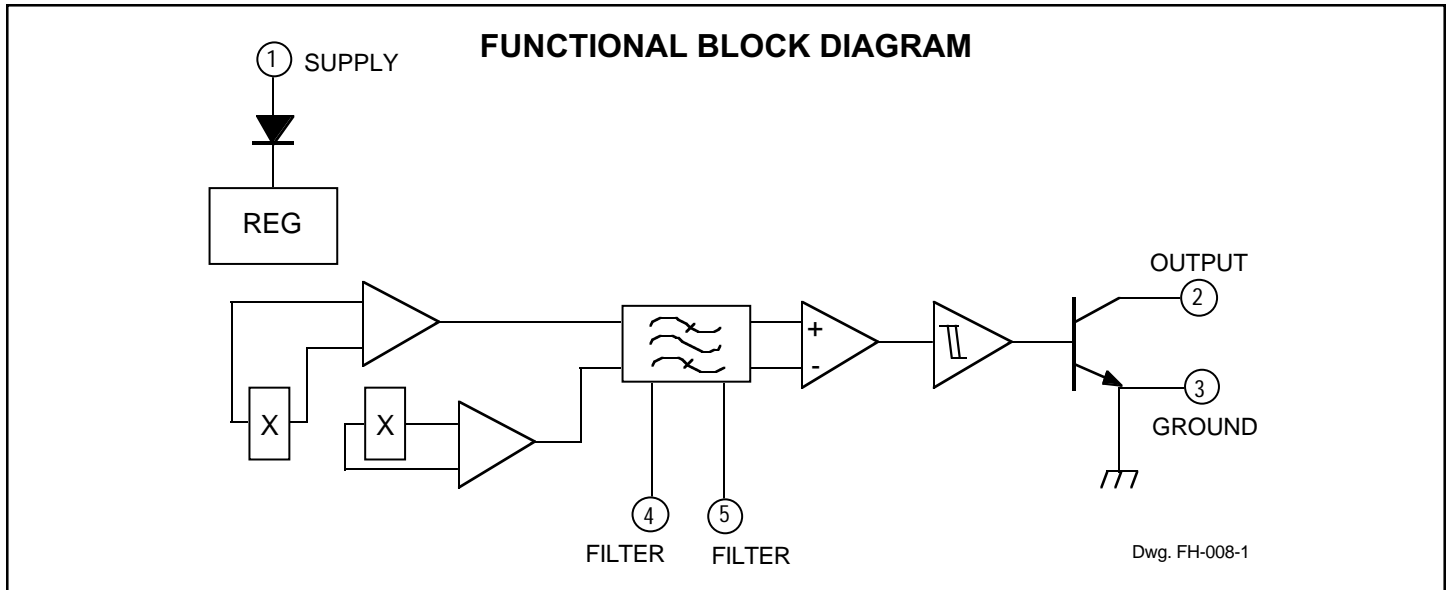 FUNCTIONAL BLOCK DIAGRAM
1 SUPPLY
REG
OUTPUT
2
X
X
+
-
3
GROUND
4
5
FILTER
FILTER
Dwg. FH-008-1